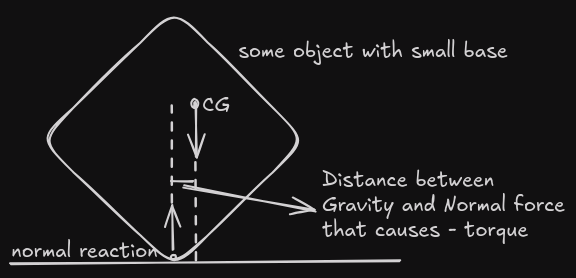 some object with small base
CG
Distance between
Gravity and Normal force
that causes - torque
normal reaction